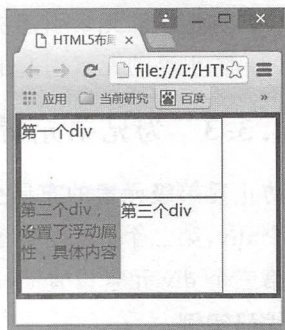 HTML5布局
file:///I:/HTI
应用
当前研究
百度
第一个div
第二个div，
设置了浮动属
性，具体内容
第三个div